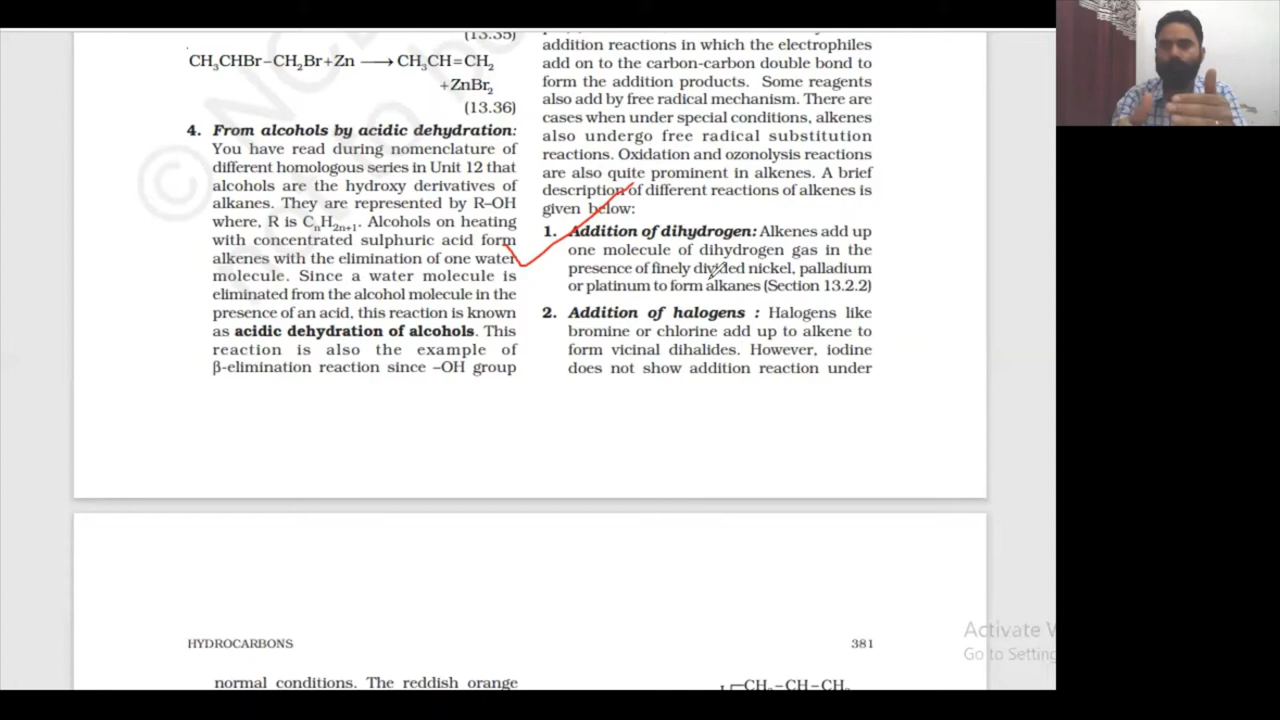 (13.35)
CH₃CHBr–CH₂Br+Zn ⟶ CH₃CH=CH₂
+ZnBr₂
(13.36)
4. From alcohols by acidic dehydration:
You have read during nomenclature of
different homologous series in Unit 12 that
alcohols are the hydroxy derivatives of
alkanes. They are represented by R–OH
where, R is CₙH₂ₙ₊₁. Alcohols on heating
with concentrated sulphuric acid form
alkenes with the elimination of one water
molecule. Since a water molecule is
eliminated from the alcohol molecule in the
presence of an acid, this reaction is known
as acidic dehydration of alcohols. This
reaction is also the example of
β-elimination reaction since –OH group
addition reactions in which the electrophiles
add on to the carbon-carbon double bond to
form the addition products. Some reagents
also add by free radical mechanism. There are
cases when under special conditions, alkenes
also undergo free radical substitution
reactions. Oxidation and ozonolysis reactions
are also quite prominent in alkenes. A brief
description of different reactions of alkenes is
given below:
1. Addition of dihydrogen: Alkenes add up
one molecule of dihydrogen gas in the
presence of finely divided nickel, palladium
or platinum to form alkanes (Section 13.2.2)
2. Addition of halogens : Halogens like
bromine or chlorine add up to alkene to
form vicinal dihalides. However, iodine
does not show addition reaction under
HYDROCARBONS
381
normal conditions. The reddish orange
CH₂–CH–CH₂
Activate W
Go to Setting